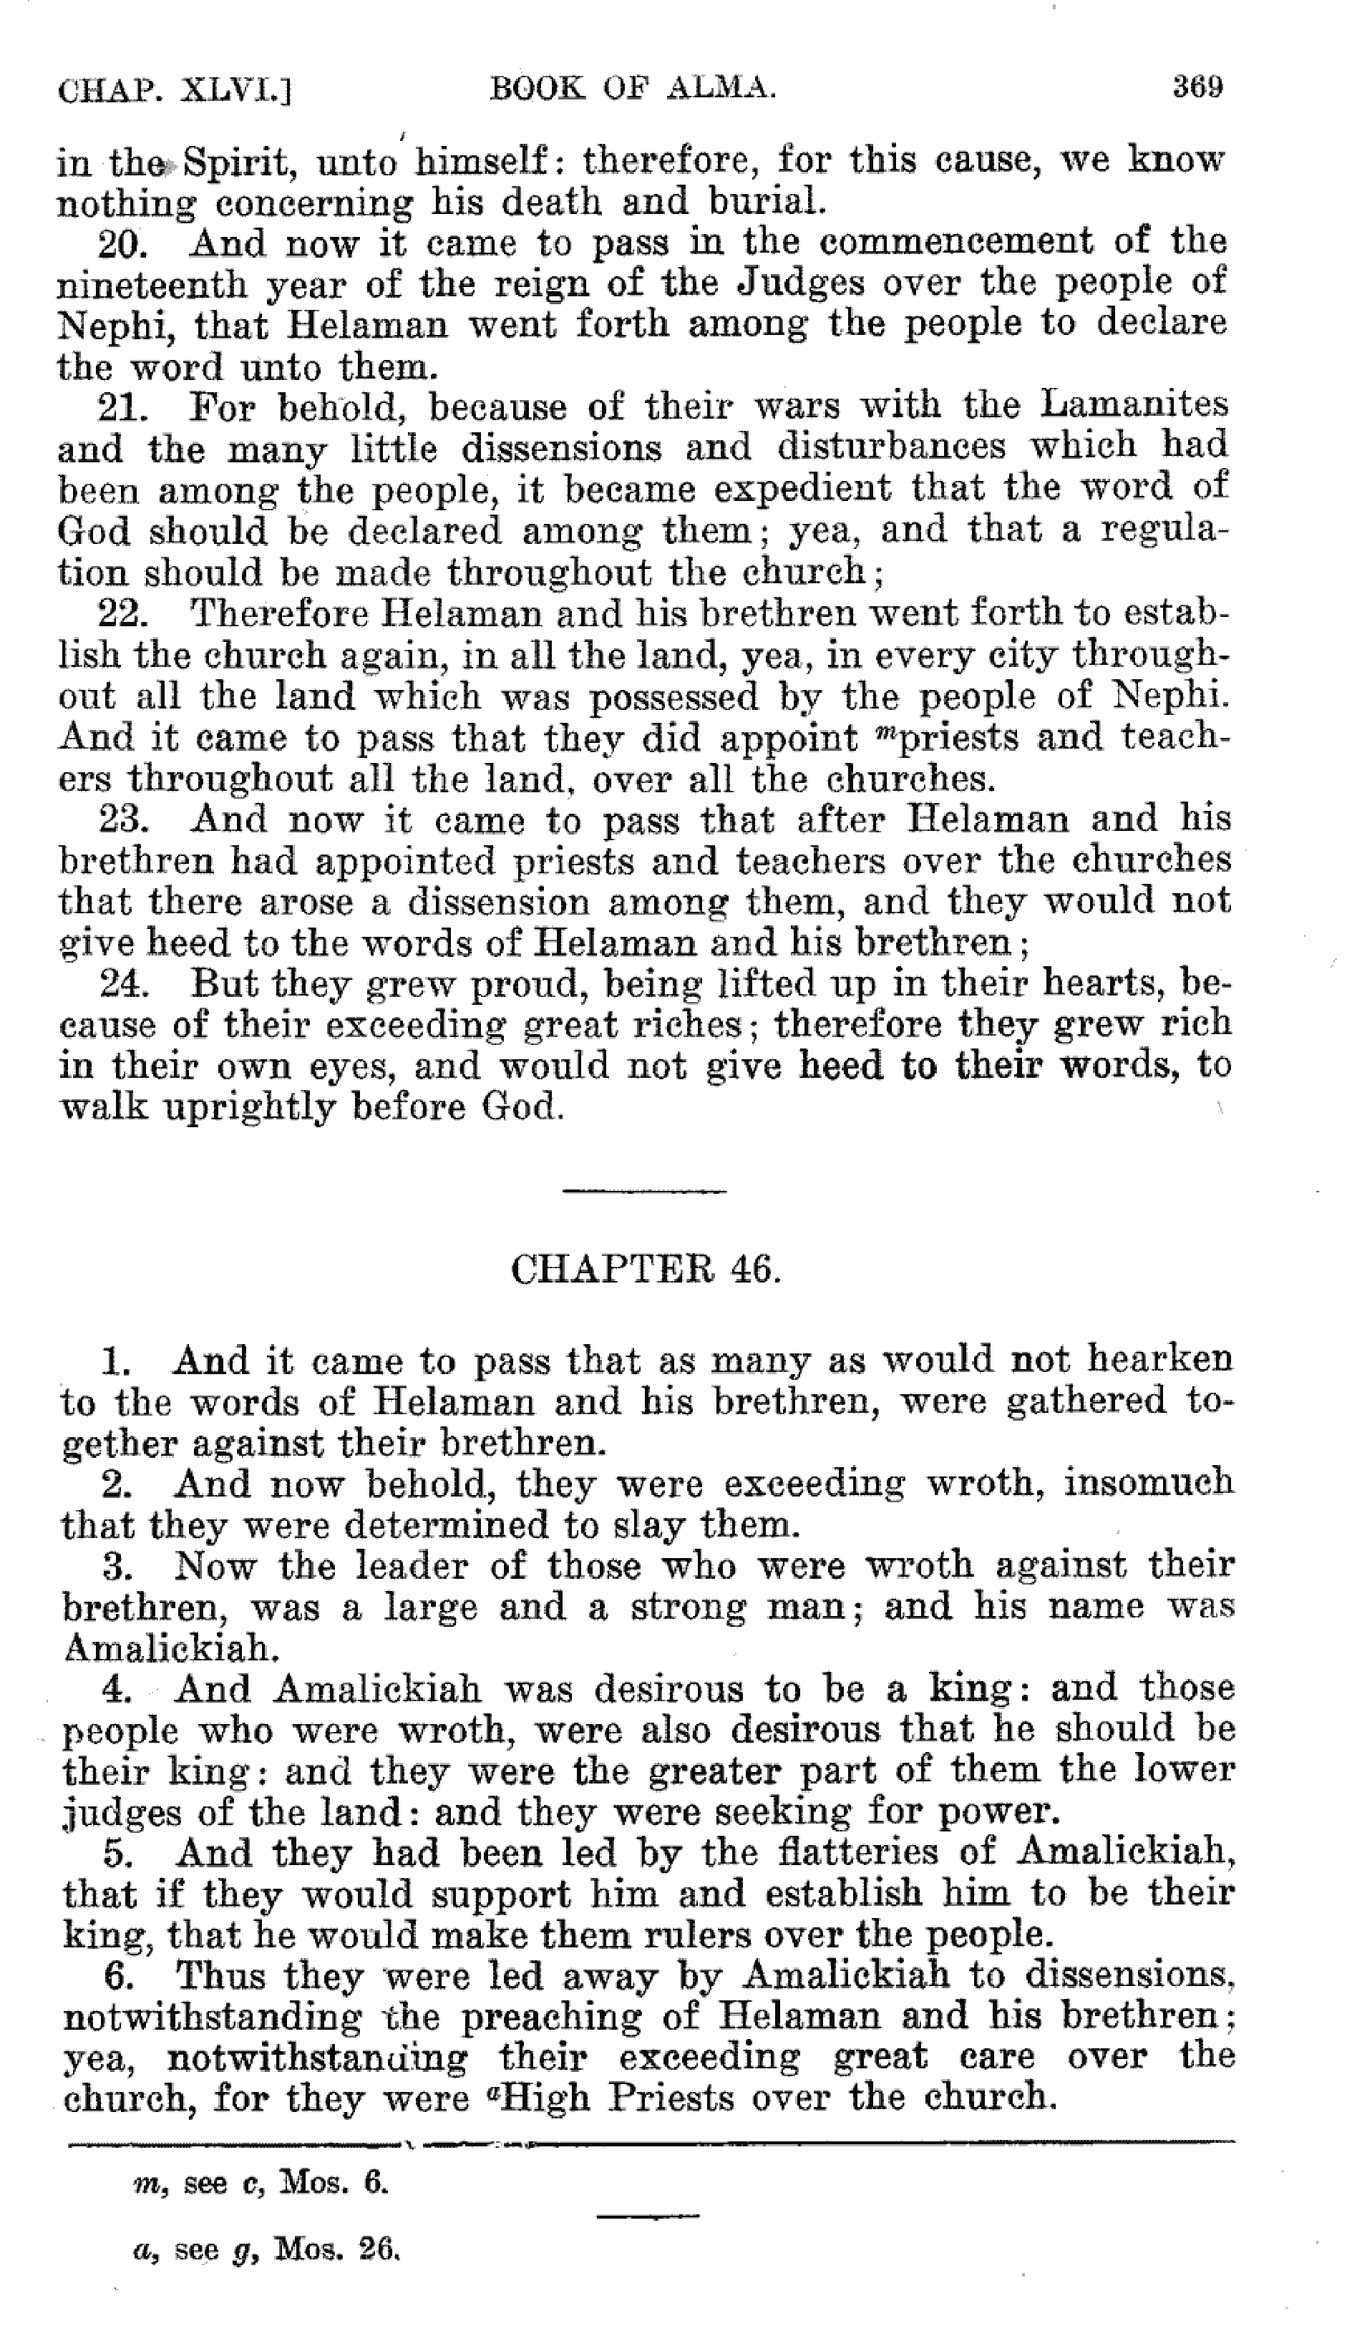 CHAP. XLVI.] BOOK OF ALMA. 369
in the Spirit, unto himself: therefore, for this cause, we know
nothing concerning his death and burial.
20. And now it came to pass in the commencement of the
nineteenth year of the reign of the Judges over the people of
Nephi, that Helaman went forth among the people to declare
the word unto them.
21. For behold, because of their wars with the Lamanites
and the many little dissensions and disturbances which had
been among the people, it became expedient that the word of
God should be declared among them; yea, and that a regula-
tion should be made throughout the church;
22. Therefore Helaman and his brethren went forth to estab-
lish the church again, in all the land, yea, in every city through-
out all the land which was possessed by the people of Nephi.
And it came to pass that they did appoint mpriests and teach-
ers throughout all the land, over all the churches.
23. And now it came to pass that after Helaman and his
brethren had appointed priests and teachers over the churches
that there arose a dissension among them, and they would not
give heed to the words of Helaman and his brethren;
24. But they grew proud, being lifted up in their hearts, be-
cause of their exceeding great riches; therefore they grew rich
in their own eyes, and would not give heed to their words, to
walk uprightly before God.
CHAPTER 46.
1. And it came to pass that as many as would not hearken
to the words of Helaman and his brethren, were gathered to-
gether against their brethren.
2. And now behold, they were exceeding wroth, insomuch
that they were determined to slay them.
3. Now the leader of those who were wroth against their
brethren, was a large and a strong man; and his name was
Amalickiah.
4. And Amalickiah was desirous to be a king: and those
people who were wroth, were also desirous that he should be
their king: and they were the greater part of them the lower
judges of the land: and they were seeking for power.
5. And they had been led by the flatteries of Amalickiah,
that if they would support him and establish him to be their
king, that he would make them rulers over the people.
6. Thus they were led away by Amalickiah to dissensions,
notwithstanding the preaching of Helaman and his brethren;
yea, notwithstanding their exceeding great care over the
church, for they were aHigh Priests over the church.
m, see c, Mos. 6.
a, see g, Mos. 26.